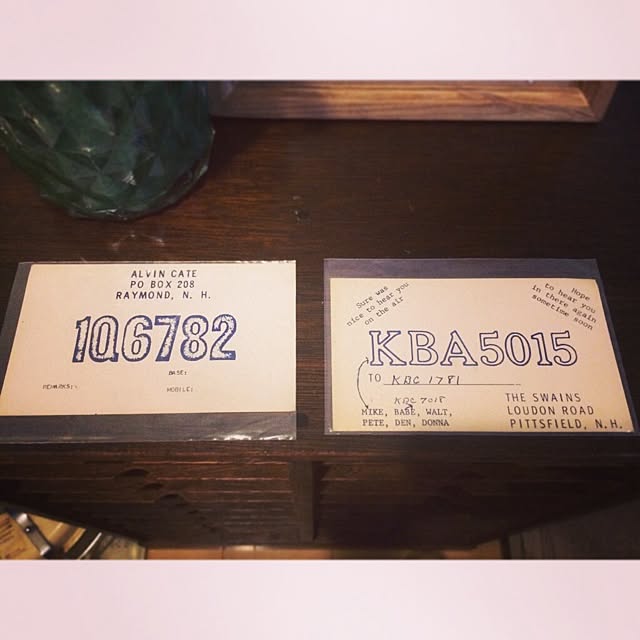 ALVIN CATE
PO BOX 208
RAYMOND, N. H.
1Q6782
BASE:
REMARKS:
MOBILE:
Sure was
nice to hear you
on the air
Hope
to hear you
in there again
sometime soon
KBA5015
TO KBC 1781
KBC 7018
MIKE, BABE, WALT,
PETE, DEN, DONNA
THE SWAINS
LOUDON ROAD
PITTSFIELD, N.H.